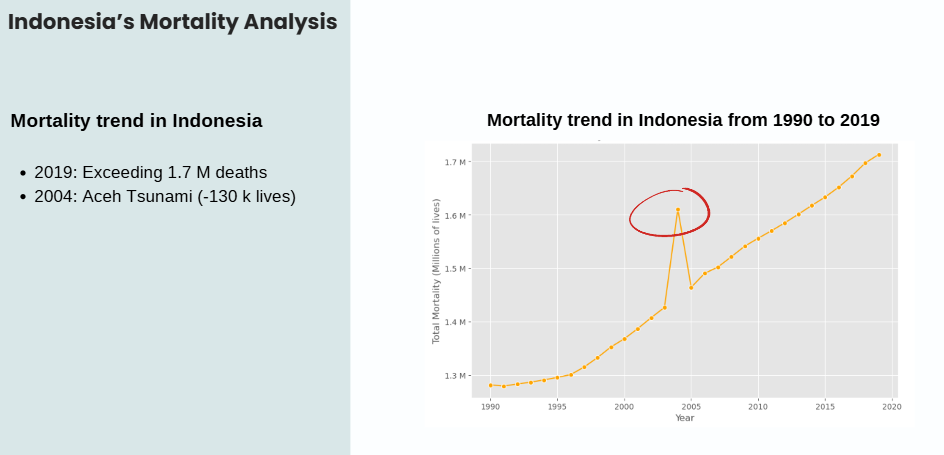 Indonesia’s Mortality Analysis
Mortality trend in Indonesia
• 2019: Exceeding 1.7 M deaths
• 2004: Aceh Tsunami (-130 k lives)
Mortality trend in Indonesia from 1990 to 2019
Total Mortality (Millions of lives)
1.7 M
1.6 M
1.5 M
1.4 M
1.3 M
1990 1995 2000 2005 2010 2015 2020
Year